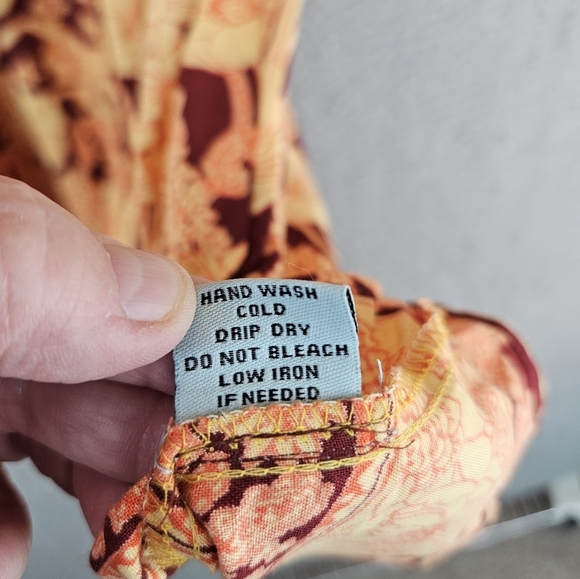 HAND WASH
COLD
DRIP DRY
DO NOT BLEACH
LOW IRON
IF NEEDED